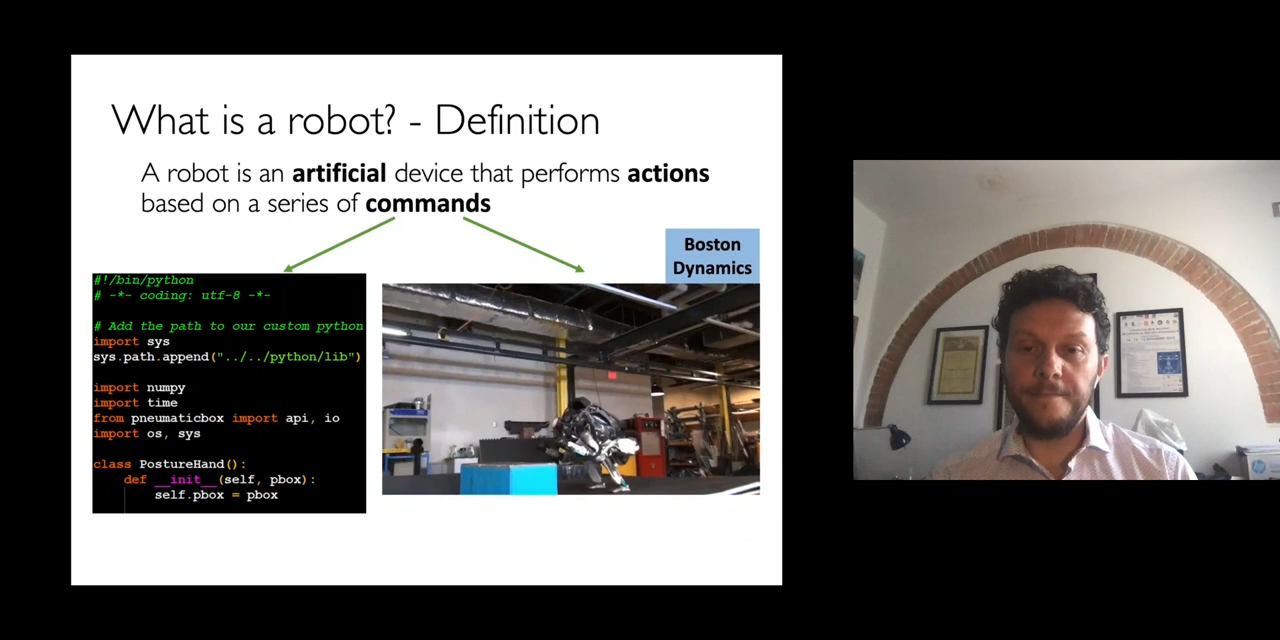 What is a robot? - Definition
A robot is an artificial device that performs actions
based on a series of commands
Boston
Dynamics
#!/bin/python
# -*- coding: utf-8 -*-
# Add the path to our custom python
import sys
sys.path.append("../../python/lib")
import numpy
import time
from pneumaticbox import api, io
import os, sys
class PostureHand():
def __init__(self, pbox):
self.pbox = pbox